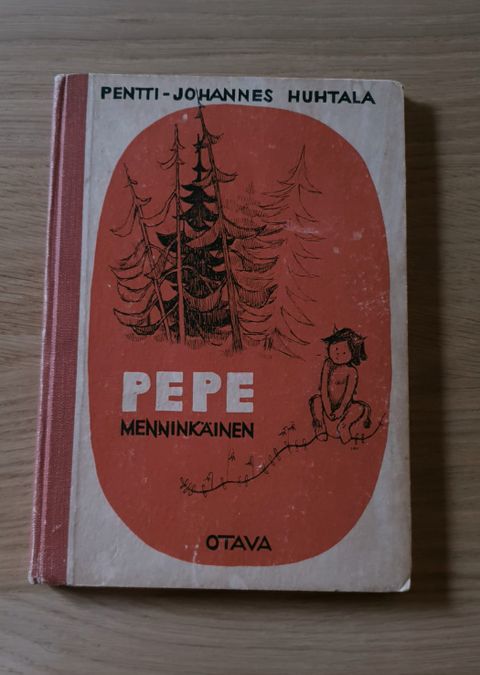 PENTTI-JOHANNES HUHTALA
PEPE
MENNINKÄINEN
OTAVA